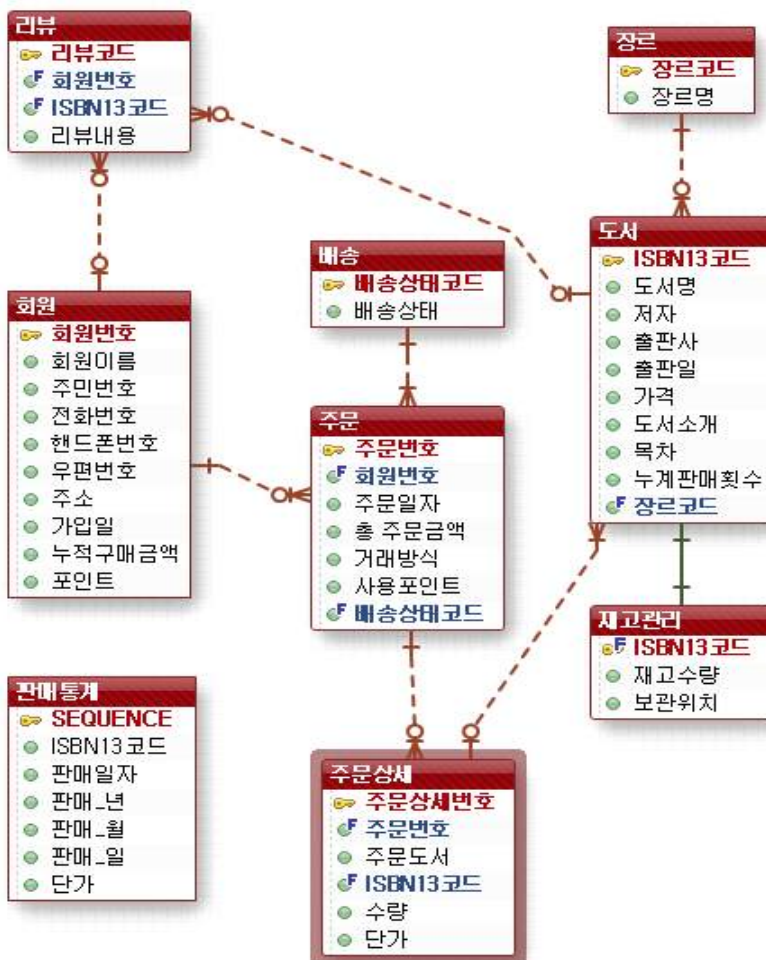 리뷰
리뷰코드
회원번호
ISBN13코드
리뷰내용
장르
장르코드
장르명
배송
배송상태코드
배송상태
도서
ISBN13코드
도서명
저자
출판사
출판일
가격
도서소개
목차
누계판매횟수
장르코드
회원
회원번호
회원이름
주민번호
전화번호
핸드폰번호
우편번호
주소
가입일
누적구매금액
포인트
주문
주문번호
회원번호
주문일자
총 주문금액
거래방식
사용포인트
배송상태코드
재고관리
ISBN13코드
재고수량
보관위치
판매통계
SEQUENCE
ISBN13코드
판매일자
판매_년
판매_월
판매_일
단가
주문상세
주문상세번호
주문번호
주문도서
ISBN13코드
수량
단가